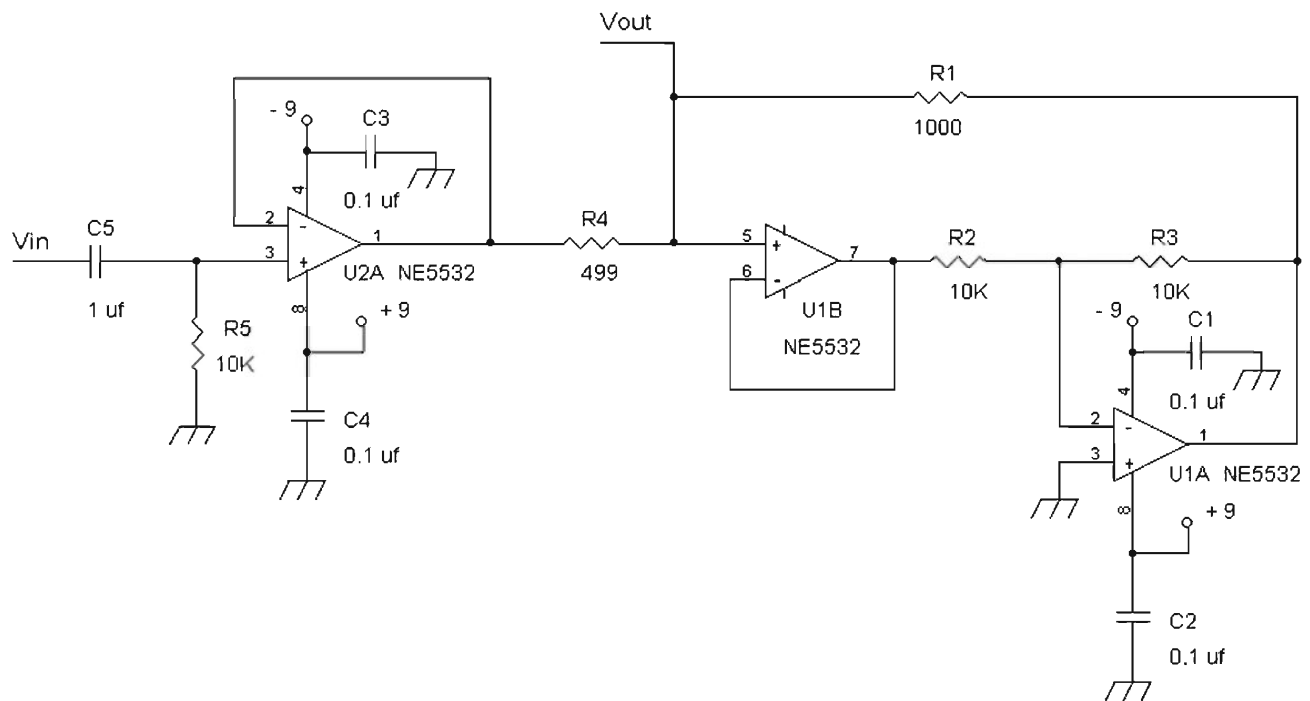 Vout
R1
1000
- 9
C3
0.1 uf
4
2
-
3
+
1
U2A NE5532
8
+ 9
Vin
C5
1 uf
R5
10K
C4
0.1 uf
R4
499
5
+
6
-
7
U1B
NE5532
R2
10K
R3
10K
- 9
C1
0.1 uf
4
2
-
3
+
1
U1A NE5532
8
+ 9
C2
0.1 uf